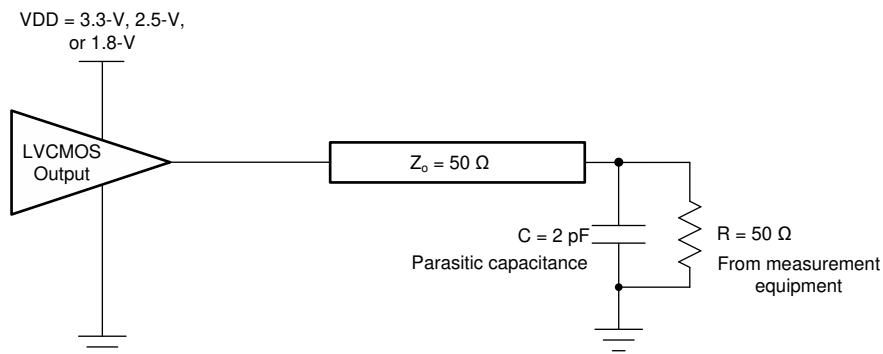 VDD = 3.3-V, 2.5-V,
or 1.8-V
LVCMOS
Output
Zo = 50 Ω
C = 2 pF
Parasitic capacitance
R = 50 Ω
From measurement
equipment